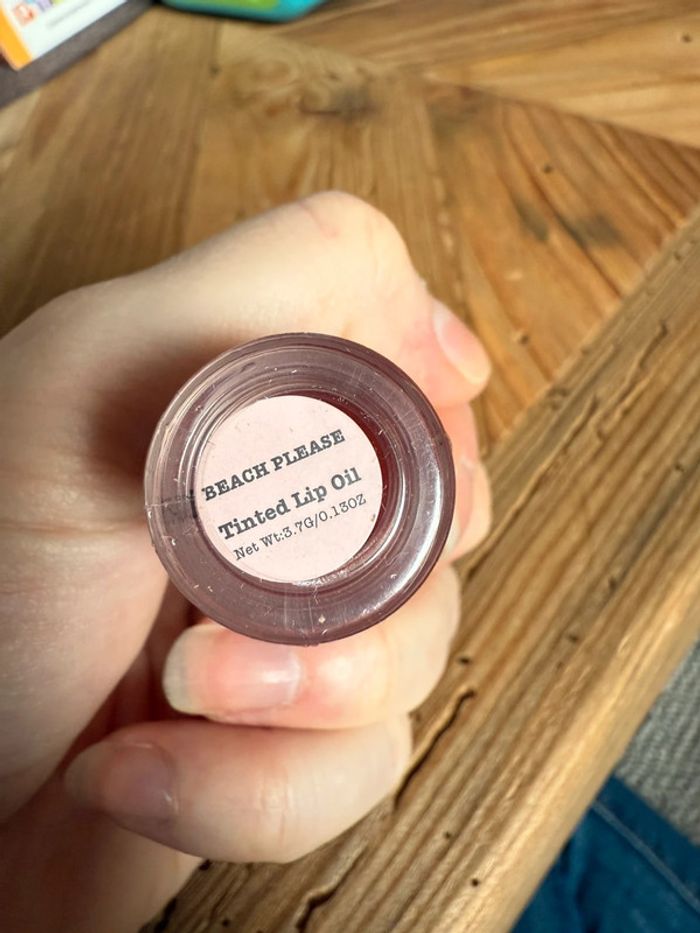 BEACH PLEASE
Tinted Lip Oil
Net Wt:3.7G/0.13OZ